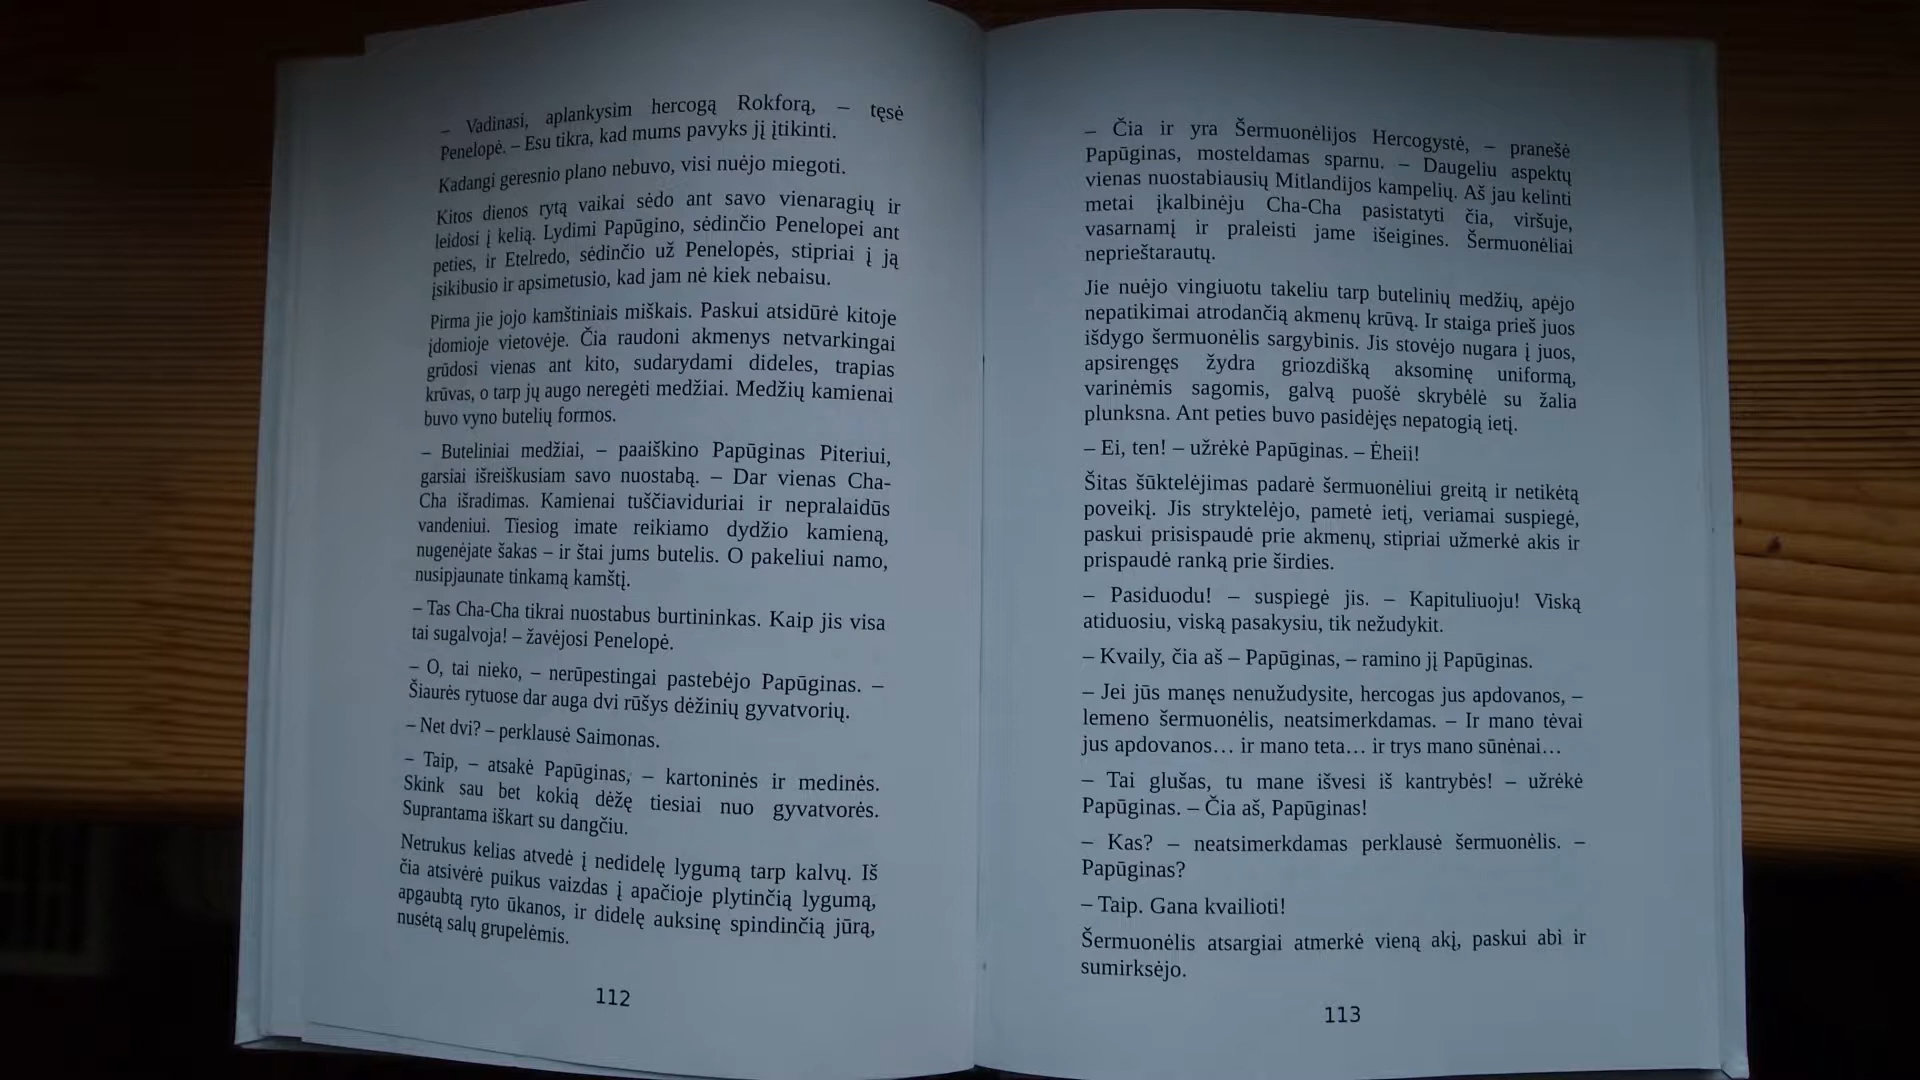 – Vadinasi, aplankysim hercogą Rokforą, – tęsė
Penelopė. – Esu tikra, kad mums pavyks jį įtikinti.
Kadangi geresnio plano nebuvo, visi nuėjo miegoti.
Kitos dienos rytą vaikai sėdo ant savo vienaragių ir
leidosi į kelią. Lydimi Papūgino, sėdinčio Penelopei ant
peties, ir Etelredo, sėdinčio už Penelopės, stipriai į ją
įsikibusio ir apsimetusio, kad jam nė kiek nebaisu.
Pirma jie jojo kamštiniais miškais. Paskui atsidūrė kitoje
įdomioje vietovėje. Čia raudoni akmenys netvarkingai
grūdosi vienas ant kito, sudarydami dideles, trapias
krūvas, o tarp jų augo neregėti medžiai. Medžių kamienai
buvo vyno butelių formos.
– Buteliniai medžiai, – paaiškino Papūginas Piteriui,
garsiai išreiškusiam savo nuostabą. – Dar vienas Cha-
Cha išradimas. Kamienai tuščiaviduriai ir nepralaidūs
vandeniui. Tiesiog imate reikiamo dydžio kamieną,
nugenėjate šakas – ir štai jums butelis. O pakeliui namo,
nusipjaunate tinkamą kamštį.
– Tas Cha-Cha tikrai nuostabus burtininkas. Kaip jis visa
tai sugalvoja! – žavėjosi Penelopė.
– O, tai nieko, – nerūpestingai pastebėjo Papūginas. –
Šiaurės rytuose dar auga dvi rūšys dėžinių gyvatvorių.
– Net dvi? – perklausė Saimonas.
– Taip, – atsakė Papūginas, – kartoninės ir medinės.
Skink sau bet kokią dėžę tiesiai nuo gyvatvorės.
Suprantama iškart su dangčiu.
Netrukus kelias atvedė į nedidelę lygumą tarp kalvų. Iš
čia atsivėrė puikus vaizdas į apačioje plytinčią lygumą,
apgaubtą ryto ūkanos, ir didelę auksinę spindinčią jūrą,
nusėtą salų grupelėmis.
112
– Čia ir yra Šermuonėlijos Hercogystė, – pranešė
Papūginas, mosteldamas sparnu. – Daugeliu aspektų
vienas nuostabiausių Mitlandijos kampelių. Aš jau kelinti
metai įkalbinėju Cha-Cha pasistatyti čia, viršuje,
vasarnamį ir praleisti jame išeigines. Šermuonėliai
neprieštarautų.
Jie nuėjo vingiuotu takeliu tarp butelinių medžių, apėjo
nepatikimai atrodančią akmenų krūvą. Ir staiga prieš juos
išdygo šermuonėlis sargybinis. Jis stovėjo nugara į juos,
apsirengęs žydra griozdišką aksominę uniformą,
varinėmis sagomis, galvą puošė skrybėlė su žalia
plunksna. Ant peties buvo pasidėjęs nepatogią ietį.
– Ei, ten! – užrėkė Papūginas. – Ėheii!
Šitas šūktelėjimas padarė šermuonėliui greitą ir netikėtą
poveikį. Jis stryktelėjo, pametė ietį, veriamai suspiegė,
paskui prisispaudė prie akmenų, stipriai užmerkė akis ir
prispaudė ranką prie širdies.
– Pasiduodu! – suspiegė jis. – Kapituliuoju! Viską
atiduosiu, viską pasakysiu, tik nežudykit.
– Kvaily, čia aš – Papūginas, – ramino jį Papūginas.
– Jei jūs manęs nenužudysite, hercogas jus apdovanos, –
lemeno šermuonėlis, neatsimerkdamas. – Ir mano tėvai
jus apdovanos… ir mano teta… ir trys mano sūnėnai…
– Tai glušas, tu mane išvesi iš kantrybės! – užrėkė
Papūginas. – Čia aš, Papūginas!
– Kas? – neatsimerkdamas perklausė šermuonėlis. –
Papūginas?
– Taip. Gana kvailioti!
Šermuonėlis atsargiai atmerkė vieną akį, paskui abi ir
sumirksėjo.
113